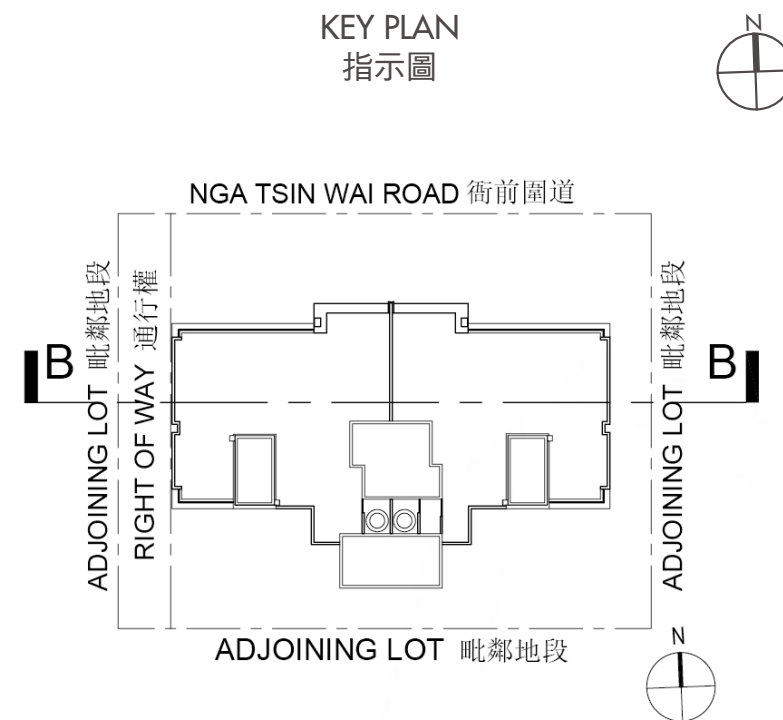 KEY PLAN
指示圖
N
NGA TSIN WAI ROAD 衙前圍道
ADJOINING LOT 毗鄰地段
RIGHT OF WAY 通行權
B
B
ADJOINING LOT 毗鄰地段
ADJOINING LOT 毗鄰地段
N